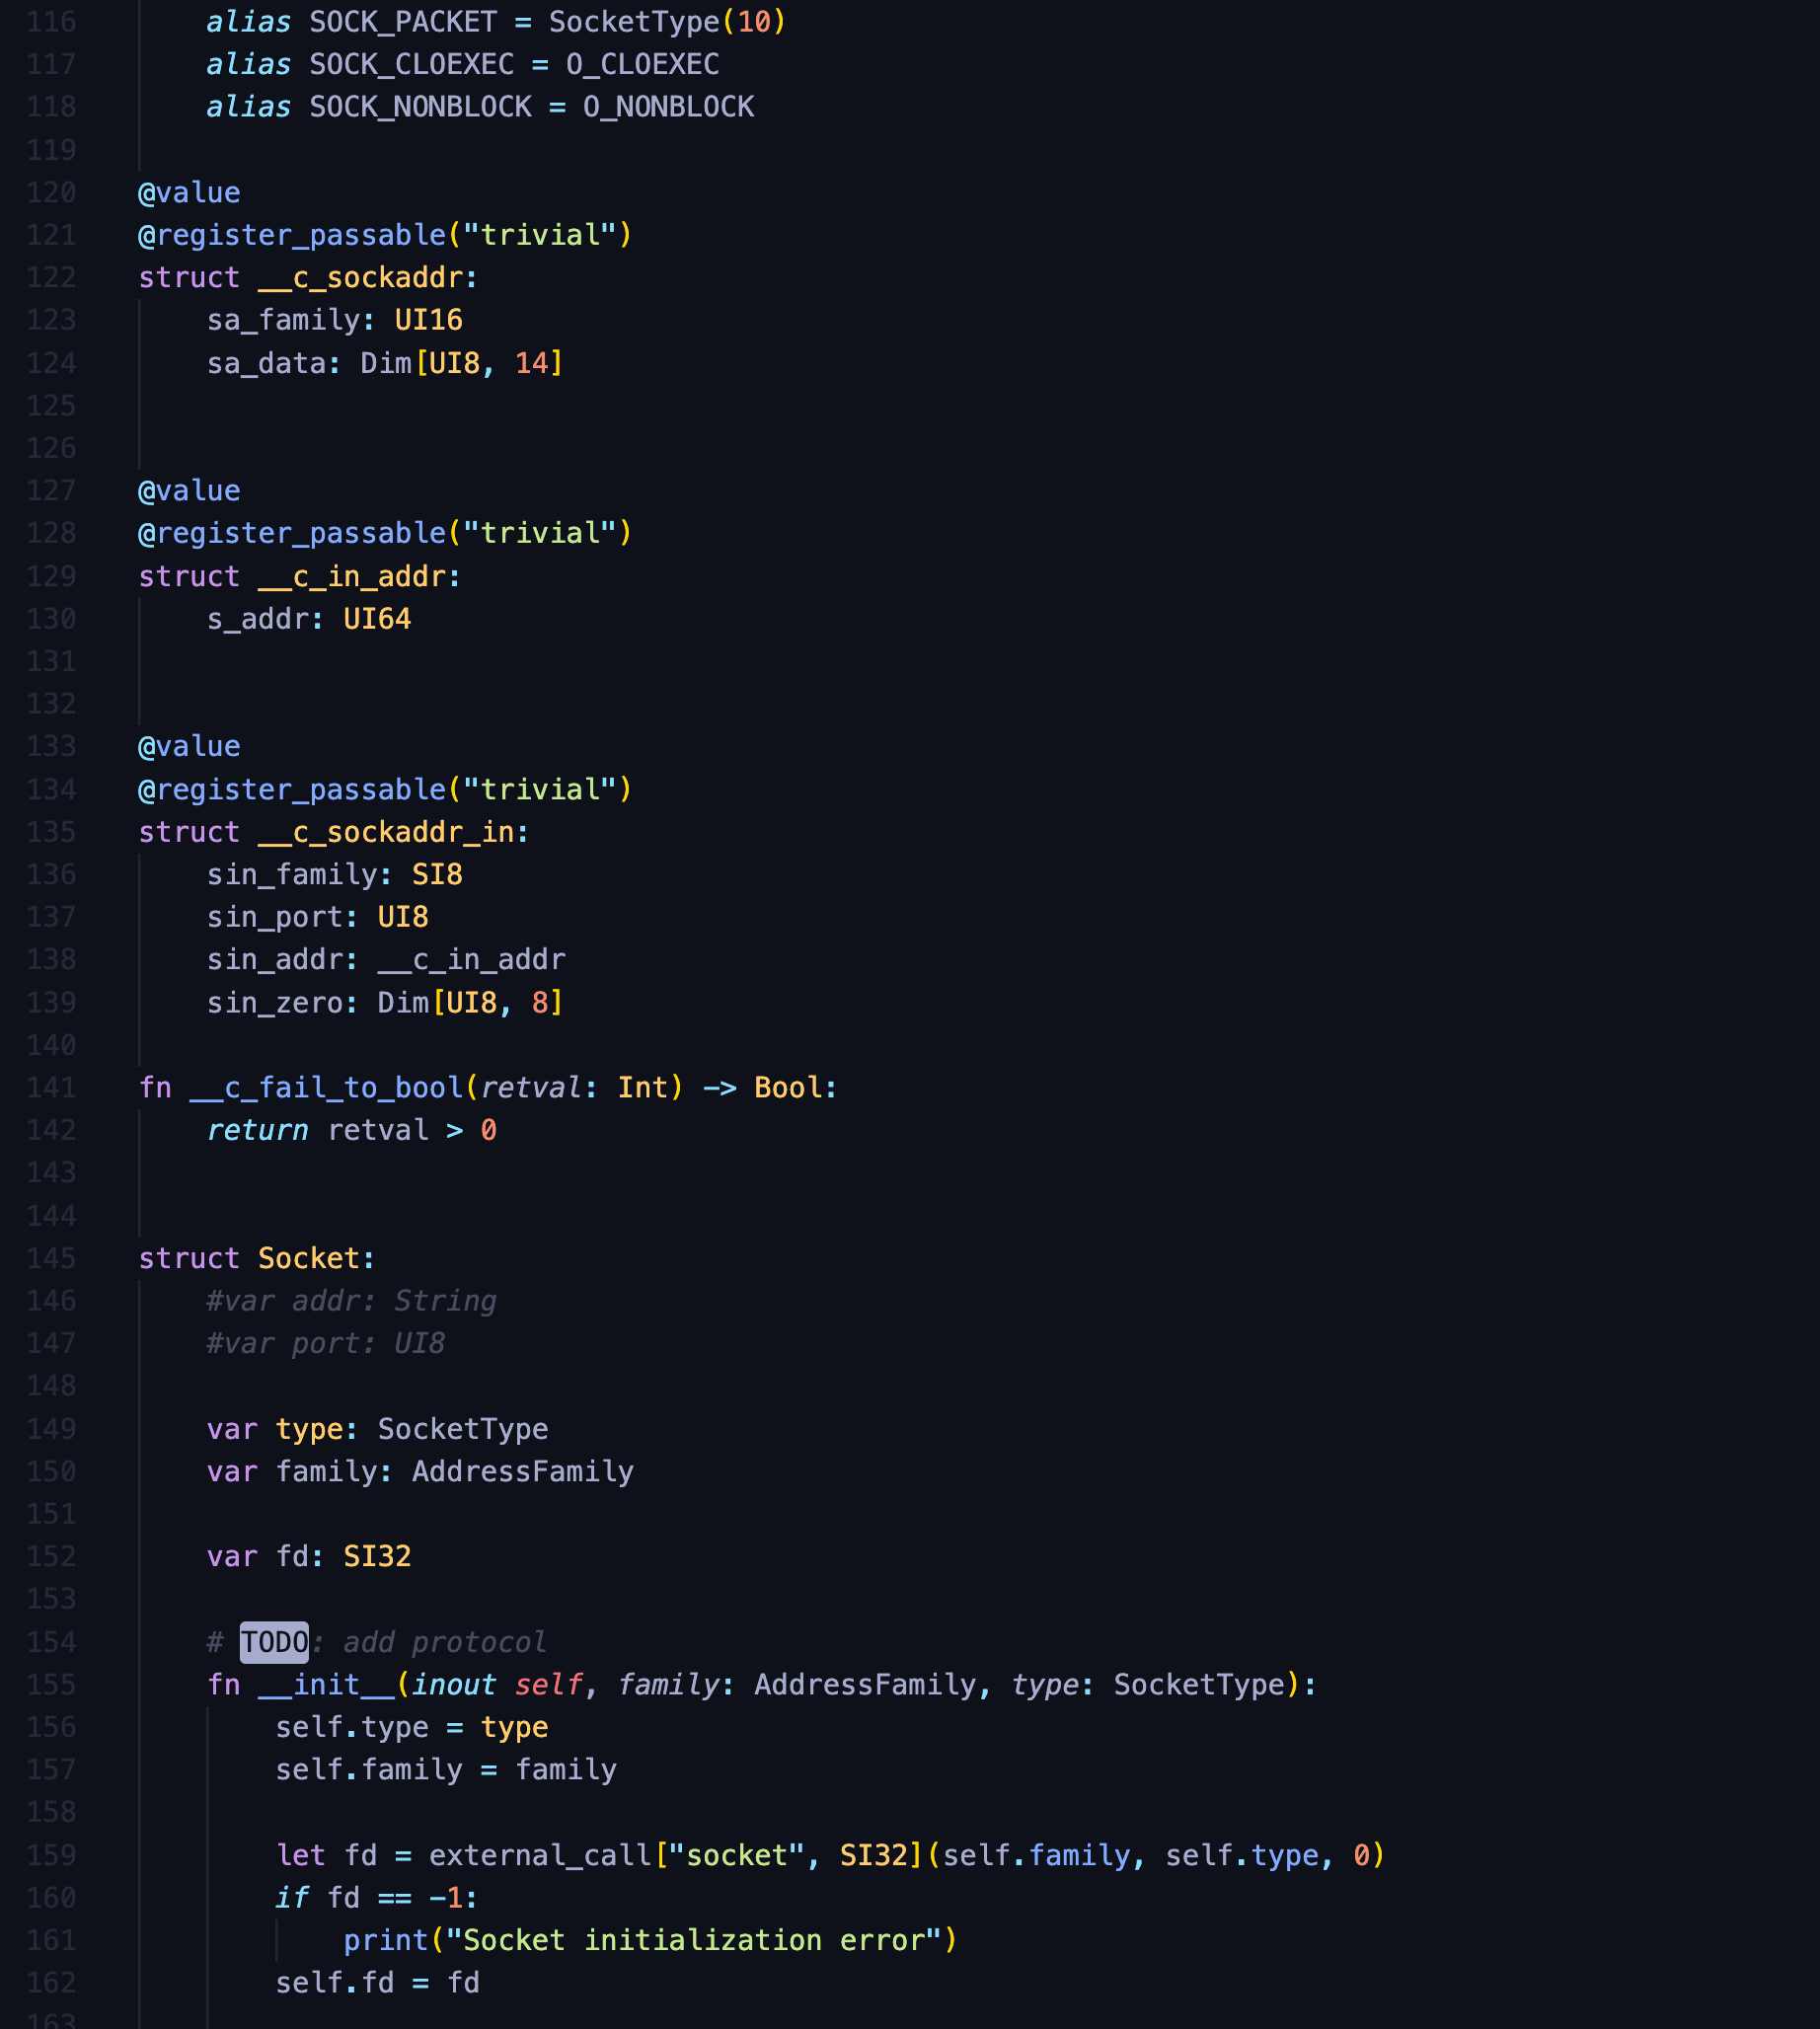 116 alias SOCK_PACKET = SocketType(10)
117 alias SOCK_CLOEXEC = O_CLOEXEC
118 alias SOCK_NONBLOCK = O_NONBLOCK
119
120 @value
121 @register_passable("trivial")
122 struct __c_sockaddr:
123 sa_family: UI16
124 sa_data: Dim[UI8, 14]
125
126
127 @value
128 @register_passable("trivial")
129 struct __c_in_addr:
130 s_addr: UI64
131
132
133 @value
134 @register_passable("trivial")
135 struct __c_sockaddr_in:
136 sin_family: SI8
137 sin_port: UI8
138 sin_addr: __c_in_addr
139 sin_zero: Dim[UI8, 8]
140
141 fn __c_fail_to_bool(retval: Int) -> Bool:
142 return retval > 0
143
144
145 struct Socket:
146 #var addr: String
147 #var port: UI8
148
149 var type: SocketType
150 var family: AddressFamily
151
152 var fd: SI32
153
154 # TODO: add protocol
155 fn __init__(inout self, family: AddressFamily, type: SocketType):
156 self.type = type
157 self.family = family
158
159 let fd = external_call["socket", SI32](self.family, self.type, 0)
160 if fd == -1:
161 print("Socket initialization error")
162 self.fd = fd
163